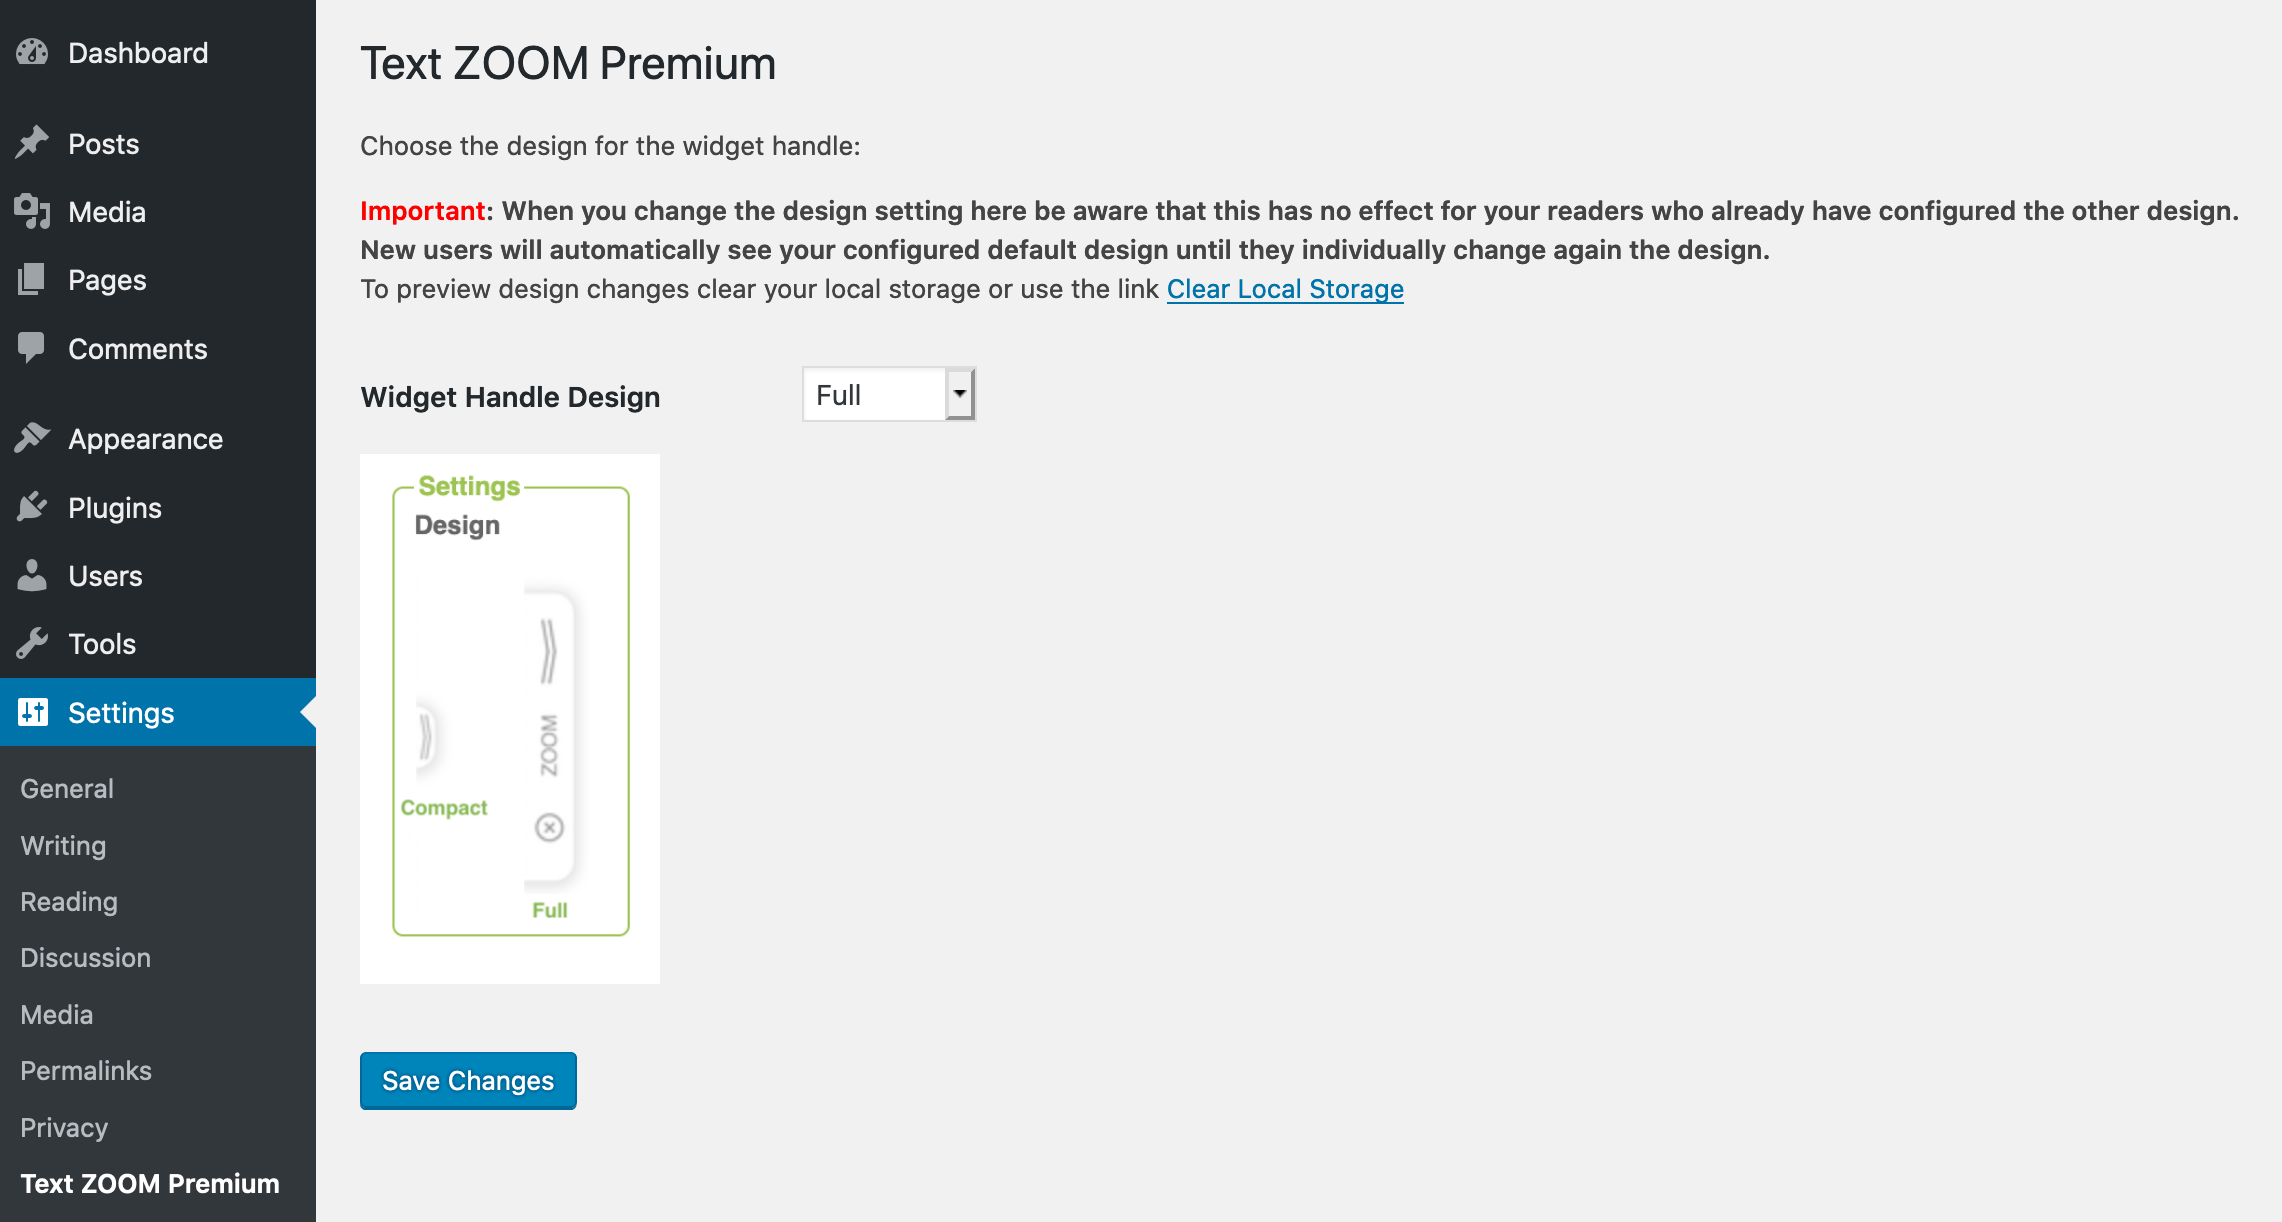 Dashboard
Posts
Media
Pages
Comments
Appearance
Plugins
Users
Tools
Settings
General
Writing
Reading
Discussion
Media
Permalinks
Privacy
Text ZOOM Premium
Text ZOOM Premium
Choose the design for the widget handle:
Important: When you change the design setting here be aware that this has no effect for your readers who already have configured the other design.
New users will automatically see your configured default design until they individually change again the design.
To preview design changes clear your local storage or use the link Clear Local Storage
Widget Handle Design
Full
Settings
Design
ZOOM
Compact
Full
Save Changes